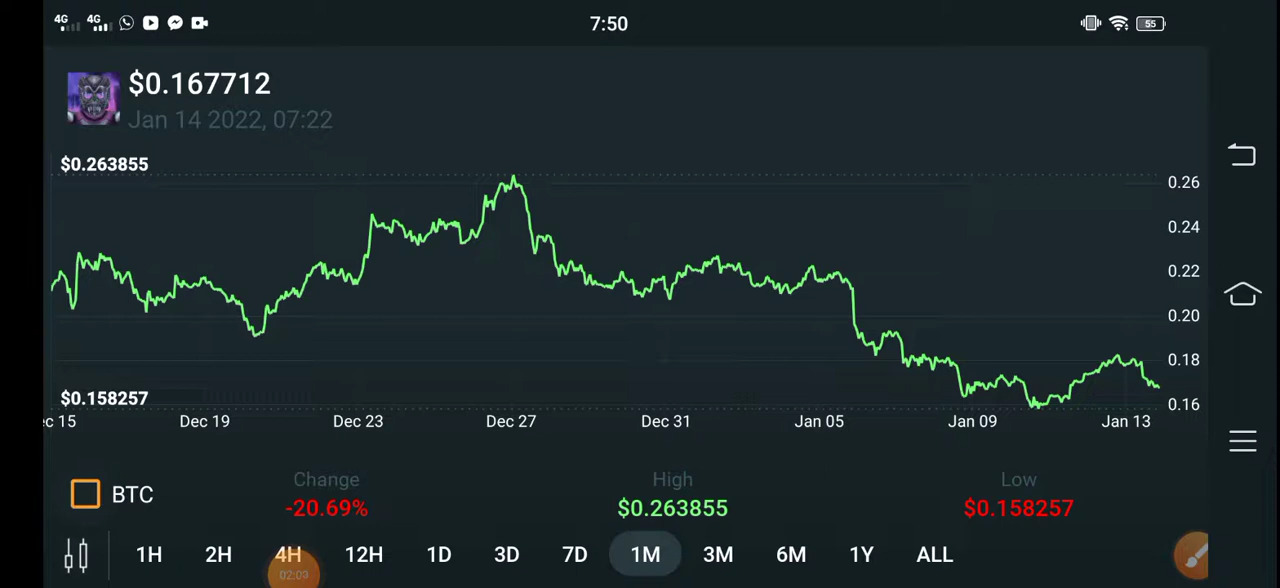 4G 4G 7:50 55
$0.167712
Jan 14 2022, 07:22
$0.263855
0.26
0.24
0.22
0.20
0.18
$0.158257
0.16
c 15 Dec 19 Dec 23 Dec 27 Dec 31 Jan 05 Jan 09 Jan 13
Change High Low
BTC -20.69% $0.263855 $0.158257
1H 2H 4H 12H 1D 3D 7D 1M 3M 6M 1Y ALL